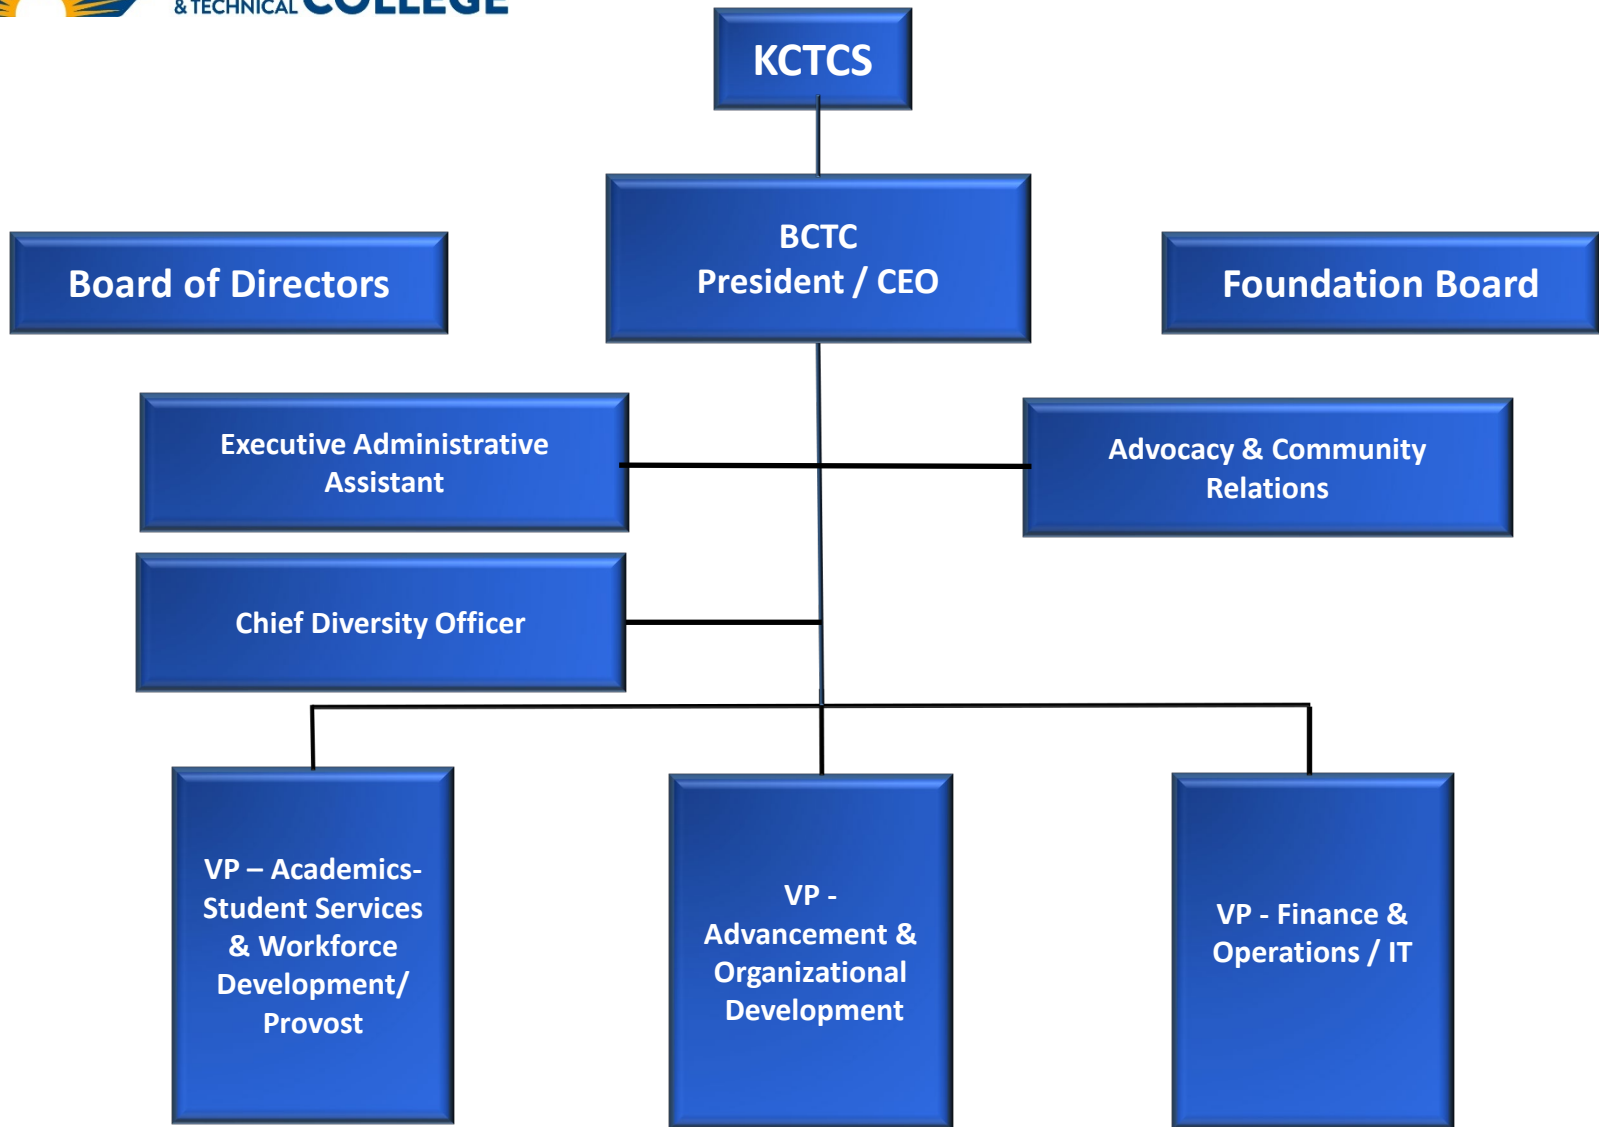 & TECHNICAL COLLEGE
KCTCS
BCTC
President / CEO
Board of Directors
Foundation Board
Executive Administrative
Assistant
Advocacy & Community
Relations
Chief Diversity Officer
VP – Academics-
Student Services
& Workforce
Development/
Provost
VP -
Advancement &
Organizational
Development
VP - Finance &
Operations / IT